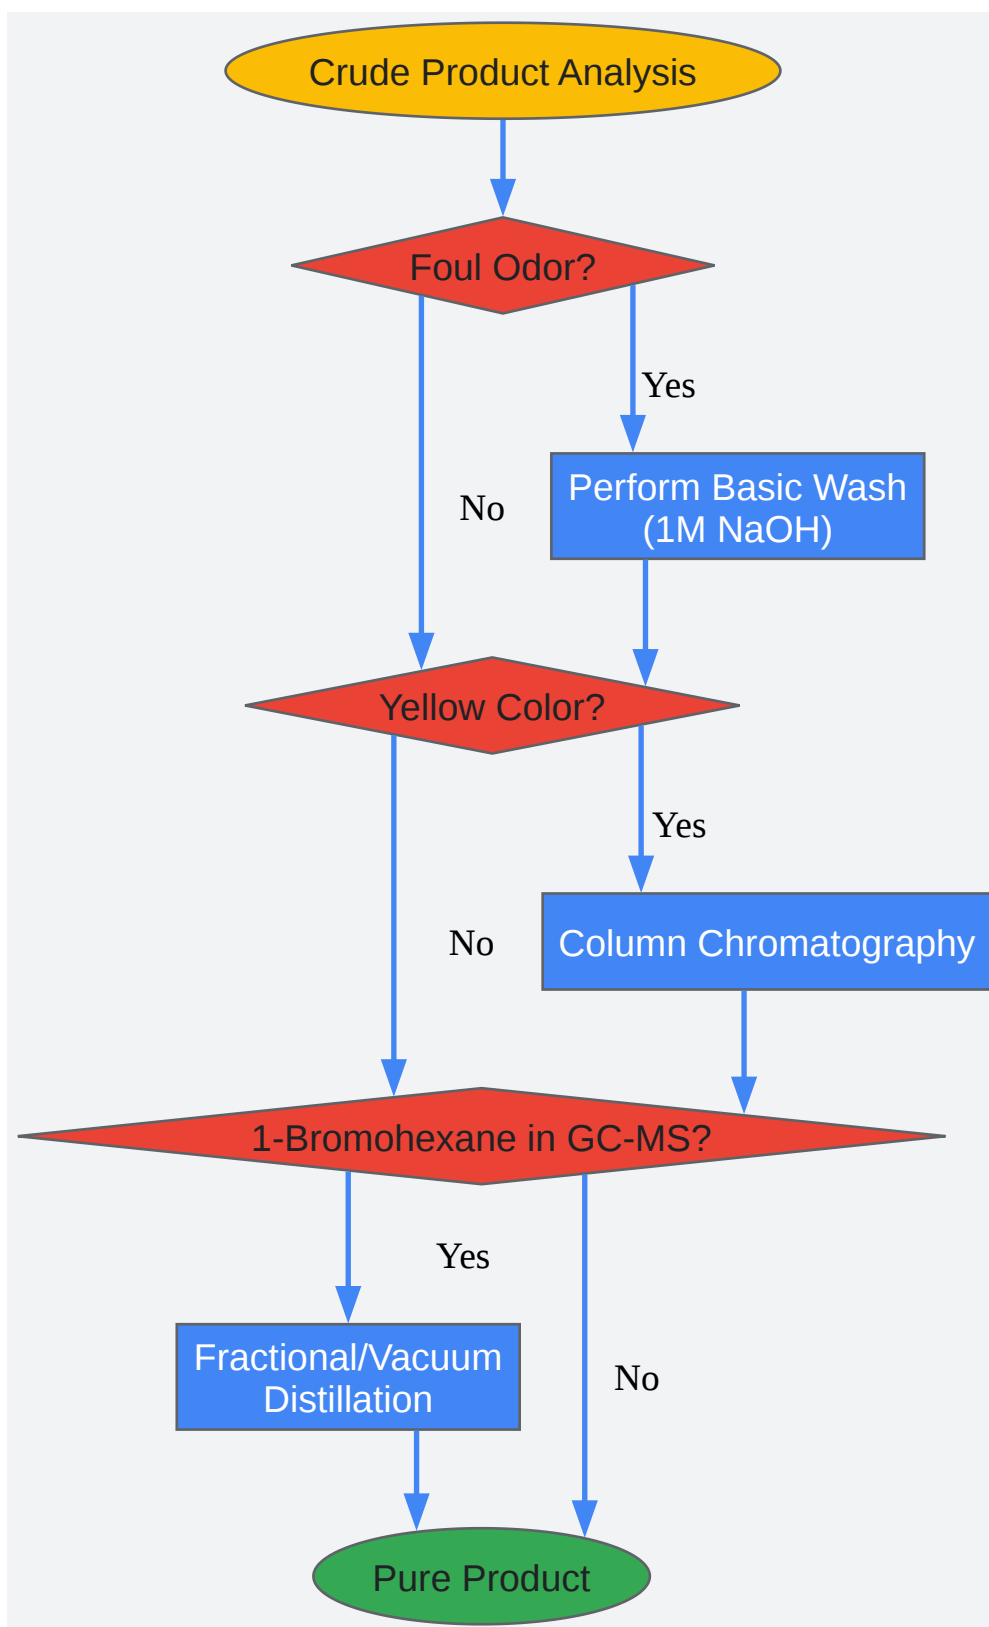 Crude Product Analysis
Foul Odor?
Yes
No
Perform Basic Wash
(1M NaOH)
Yellow Color?
Yes
No
Column Chromatography
1-Bromohexane in GC-MS?
Yes
Fractional/Vacuum
Distillation
No
Pure Product